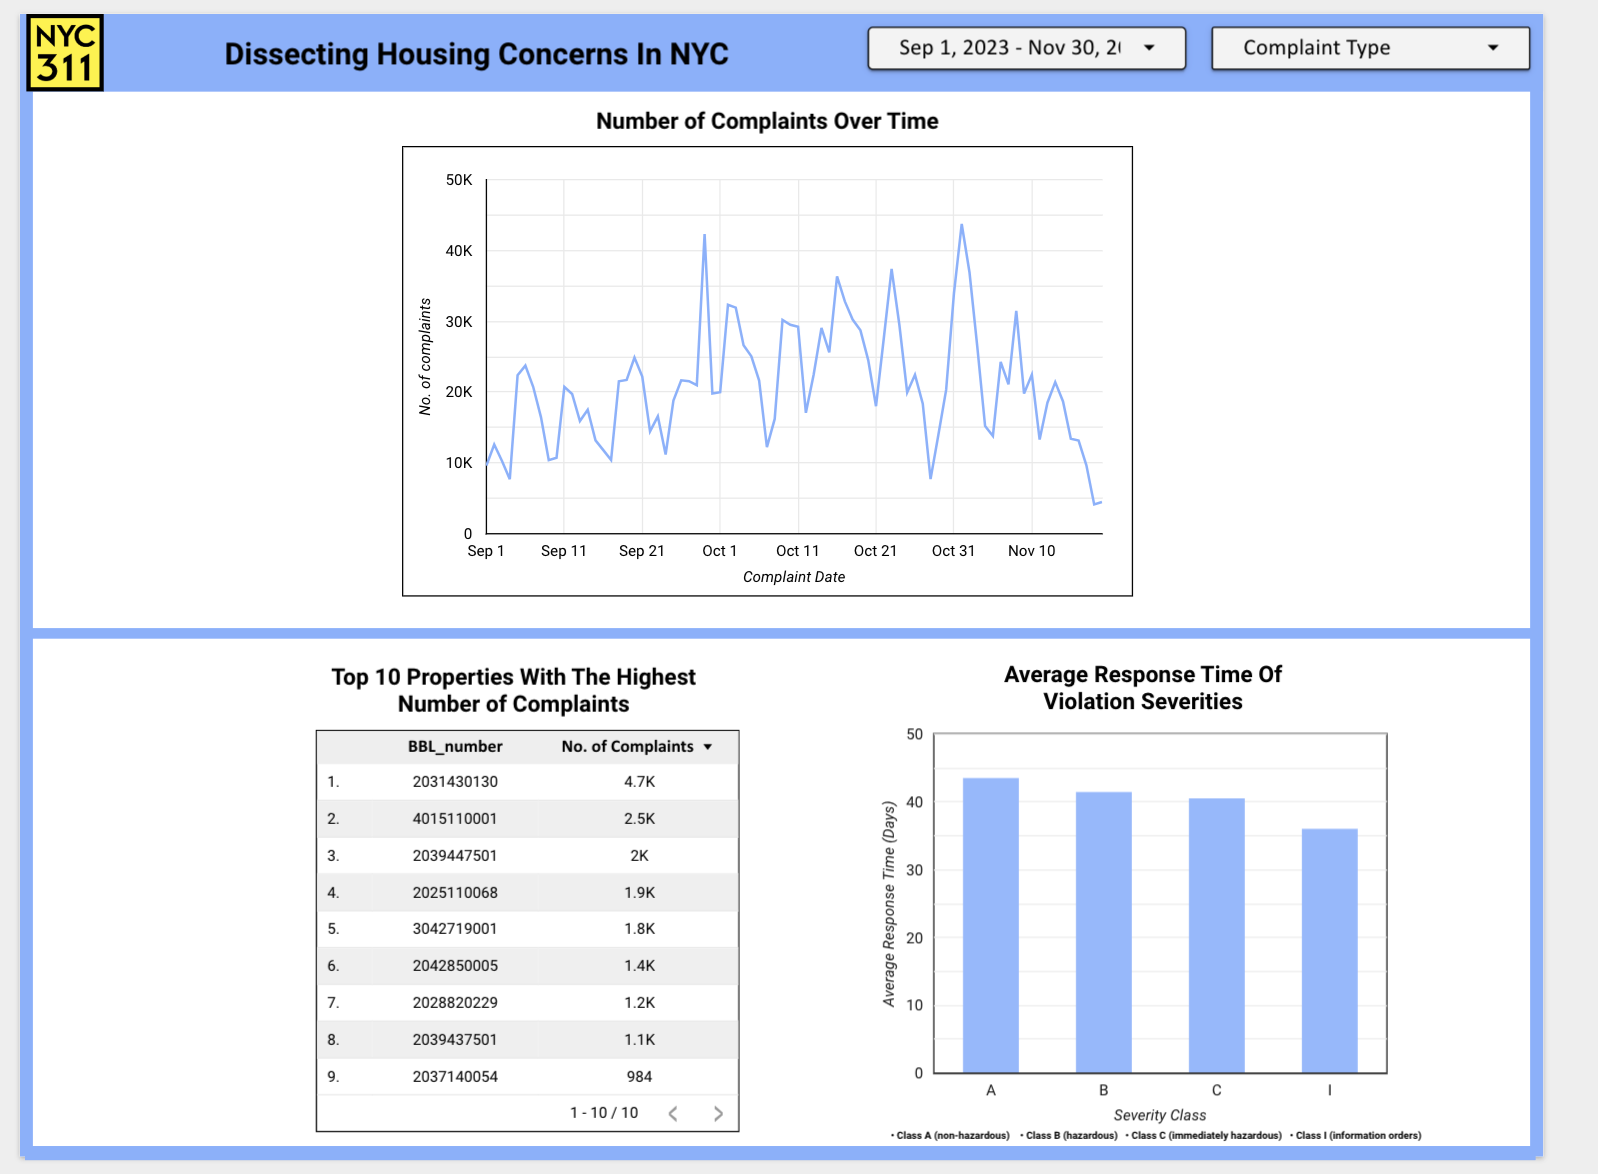 NYC
311
Dissecting Housing Concerns In NYC
Sep 1, 2023 - Nov 30, 2
Complaint Type
Number of Complaints Over Time
50K
40K
30K
20K
10K
0
No. of complaints
Sep 1 Sep 11 Sep 21 Oct 1 Oct 11 Oct 21 Oct 31 Nov 10
Complaint Date
Top 10 Properties With The Highest
Number of Complaints
BBL_number No. of Complaints
1. 2031430130 4.7K
2. 4015110001 2.5K
3. 2039447501 2K
4. 2025110068 1.9K
5. 3042719001 1.8K
6. 2042850005 1.4K
7. 2028820229 1.2K
8. 2039437501 1.1K
9. 2037140054 984
1 - 10 / 10
Average Response Time Of
Violation Severities
50
40
30
20
10
0
Average Response Time (Days)
A B C I
Severity Class
• Class A (non-hazardous) • Class B (hazardous) • Class C (immediately hazardous) • Class I (information orders)